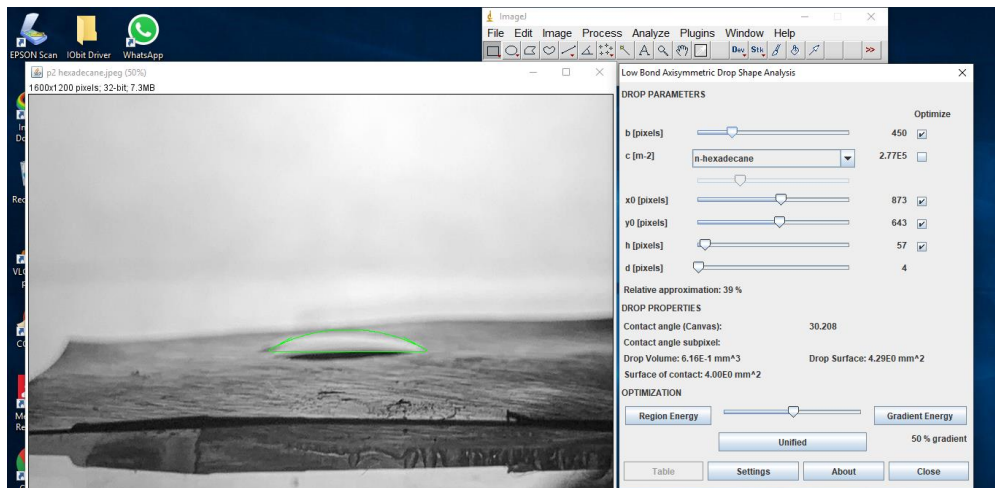 EPSON Scan IObit Driver WhatsApp
ImageJ
File Edit Image Process Analyze Plugins Window Help
A Dev Stk >>
p2 hexadecane.jpeg (50%)
1600x1200 pixels; 32-bit; 7.3MB
Low Bond Axisymmetric Drop Shape Analysis
DROP PARAMETERS
Optimize
b [pixels] 450
c [m-2] n-hexadecane 2.77E5
x0 [pixels] 873
y0 [pixels] 643
h [pixels] 57
d [pixels] 4
Relative approximation: 39 %
DROP PROPERTIES
Contact angle (Canvas): 30.208
Contact angle subpixel:
Drop Volume: 6.16E-1 mm^3 Drop Surface: 4.29E0 mm^2
Surface of contact: 4.00E0 mm^2
OPTIMIZATION
Region Energy Gradient Energy
Unified 50 % gradient
Table Settings About Close